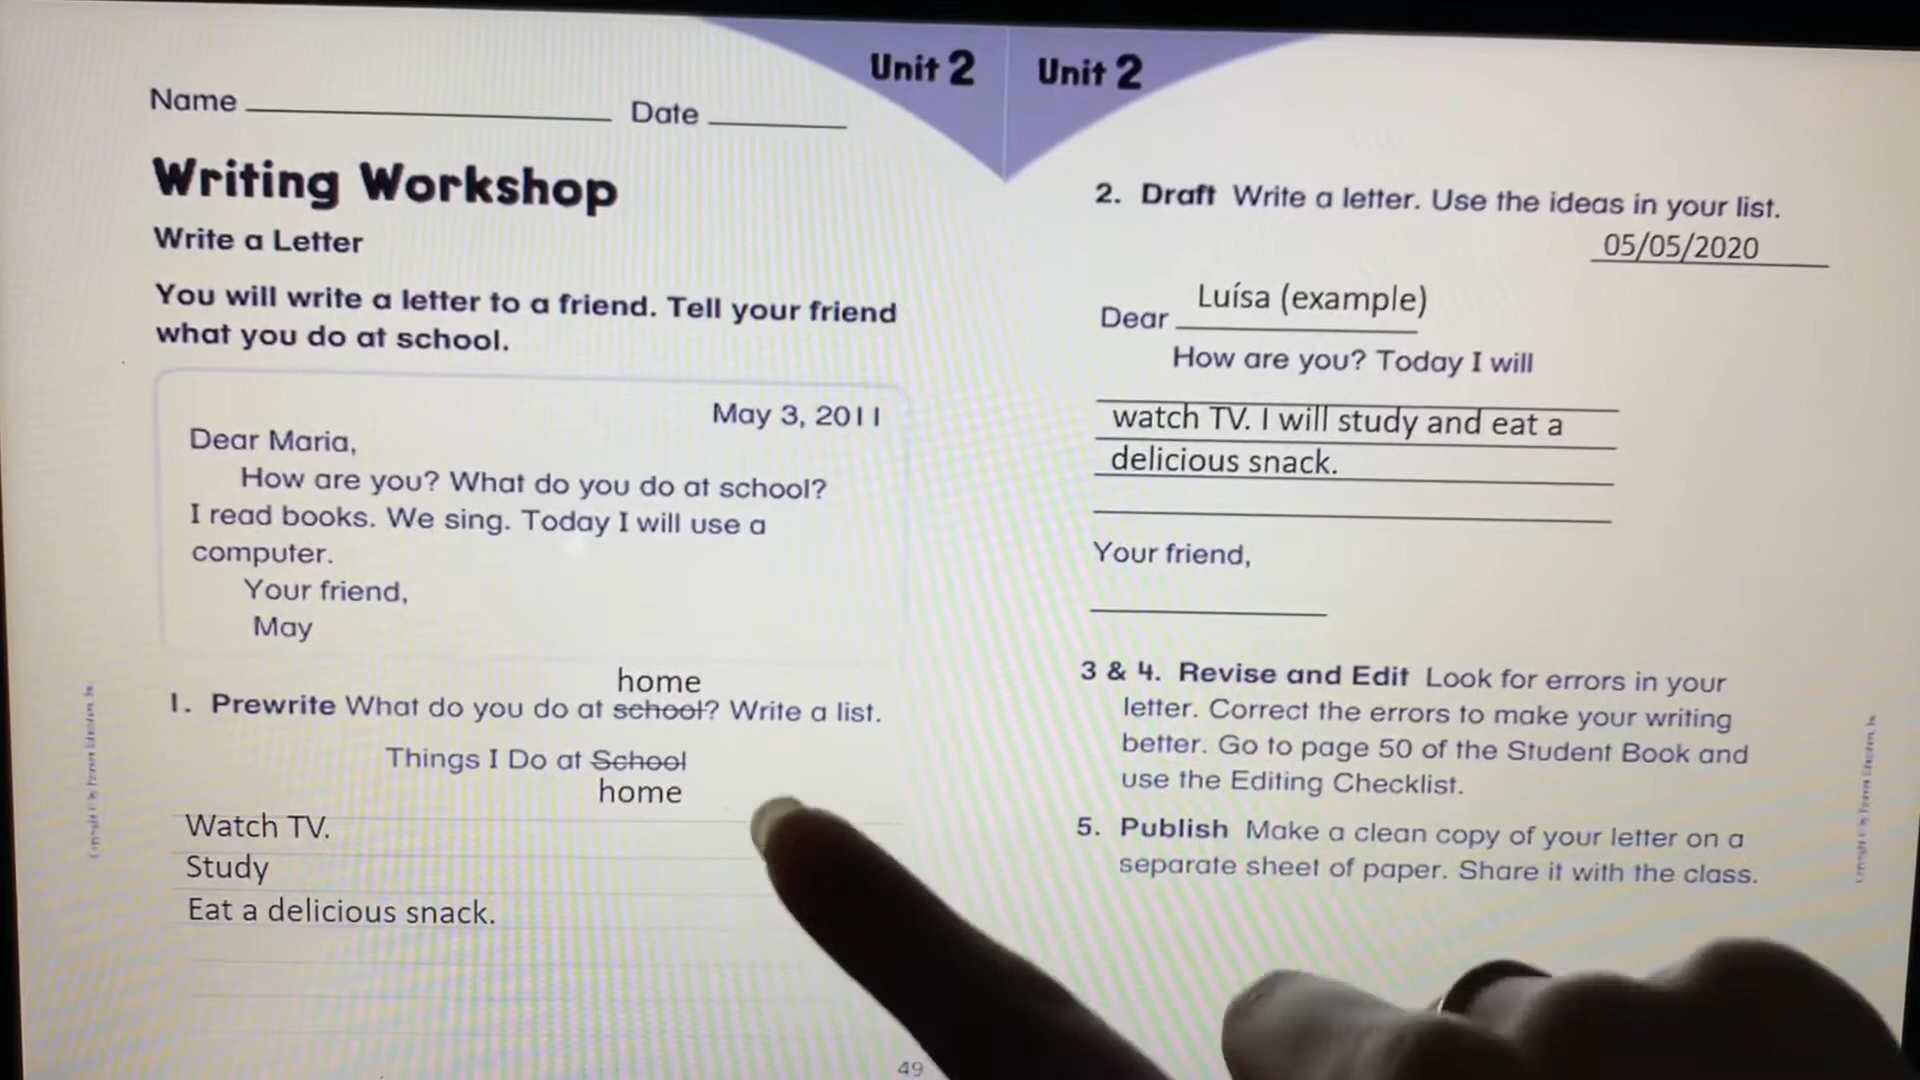 Unit 2
Name
Date
Writing Workshop
Write a Letter
You will write a letter to a friend. Tell your friend
what you do at school.
May 3, 2011
Dear Maria,
How are you? What do you do at school?
I read books. We sing. Today I will use a
computer.
Your friend,
May
home
1. Prewrite What do you do at school? Write a list.
Things I Do at School
home
Watch TV.
Study
Eat a delicious snack.
49
Unit 2
2. Draft Write a letter. Use the ideas in your list.
05/05/2020
Luísa (example)
Dear
How are you? Today I will
watch TV. I will study and eat a
delicious snack.
Your friend,
3 & 4. Revise and Edit Look for errors in your
letter. Correct the errors to make your writing
better. Go to page 50 of the Student Book and
use the Editing Checklist.
5. Publish Make a clean copy of your letter on a
separate sheet of paper. Share it with the class.